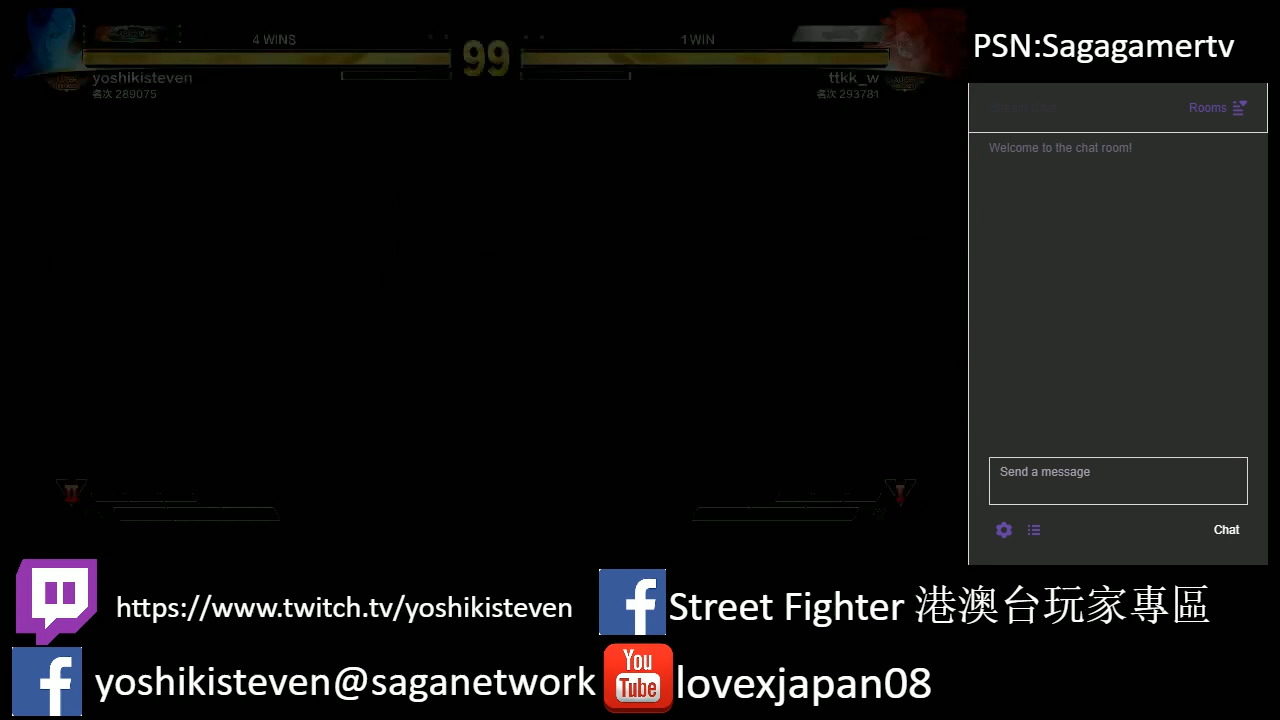 4 WINS
99
1 WIN
PSN:Sagagamertv
yoshikisteven
ttkk_w
名次 289075
名次 293781
Stream Chat
Rooms
Welcome to the chat room!
Send a message
Chat
https://www.twitch.tv/yoshikisteven
Street Fighter 港澳台玩家專區
yoshikisteven@saganetwork
You
Tube
lovexjapan08